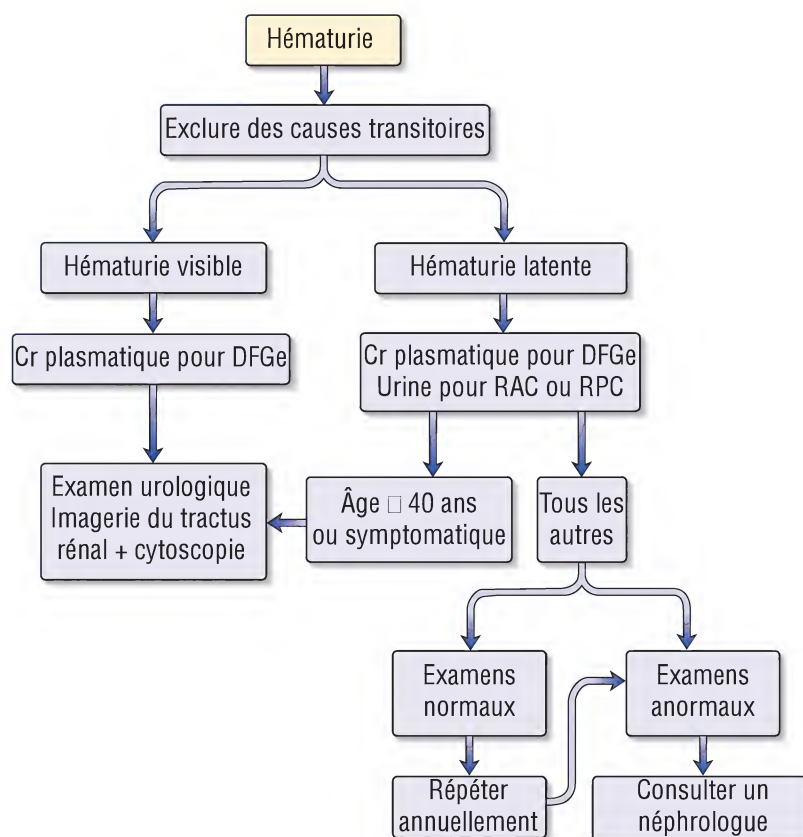 Hématurie
Exclure des causes transitoires
Hématurie visible
Hématurie latente
Cr plasmatique pour DFGe
Cr plasmatique pour DFGe
Urine pour RAC ou RPC
Examen urologique
Imagerie du tractus
rénal + cytoscopie
Âge □ 40 ans
ou symptomatique
Tous les
autres
Examens
normaux
Examens
anormaux
Répéter
annuellement
Consulter un
néphrologue